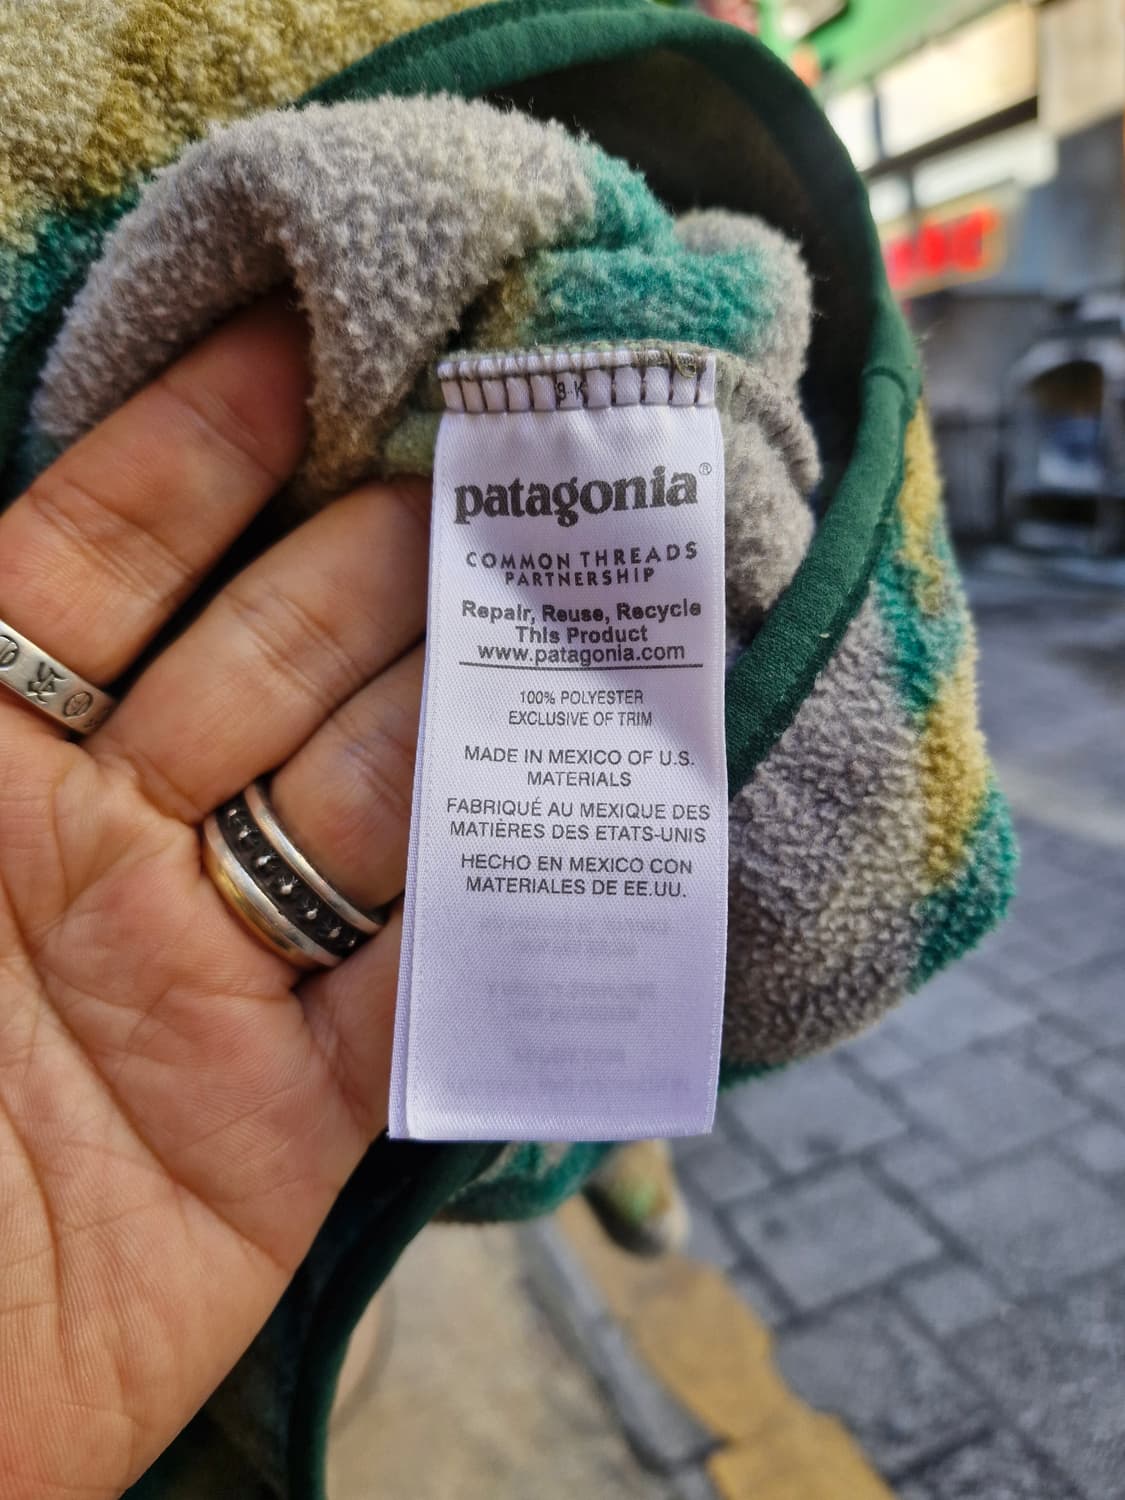 8-K
patagonia®
COMMON THREADS
PARTNERSHIP
Repair, Reuse, Recycle
This Product
www.patagonia.com
100% POLYESTER
EXCLUSIVE OF TRIM
MADE IN MEXICO OF U.S.
MATERIALS
FABRIQUÉ AU MEXIQUE DES
MATIÈRES DES ETATS-UNIS
HECHO EN MEXICO CON
MATERIALES DE EE.UU.